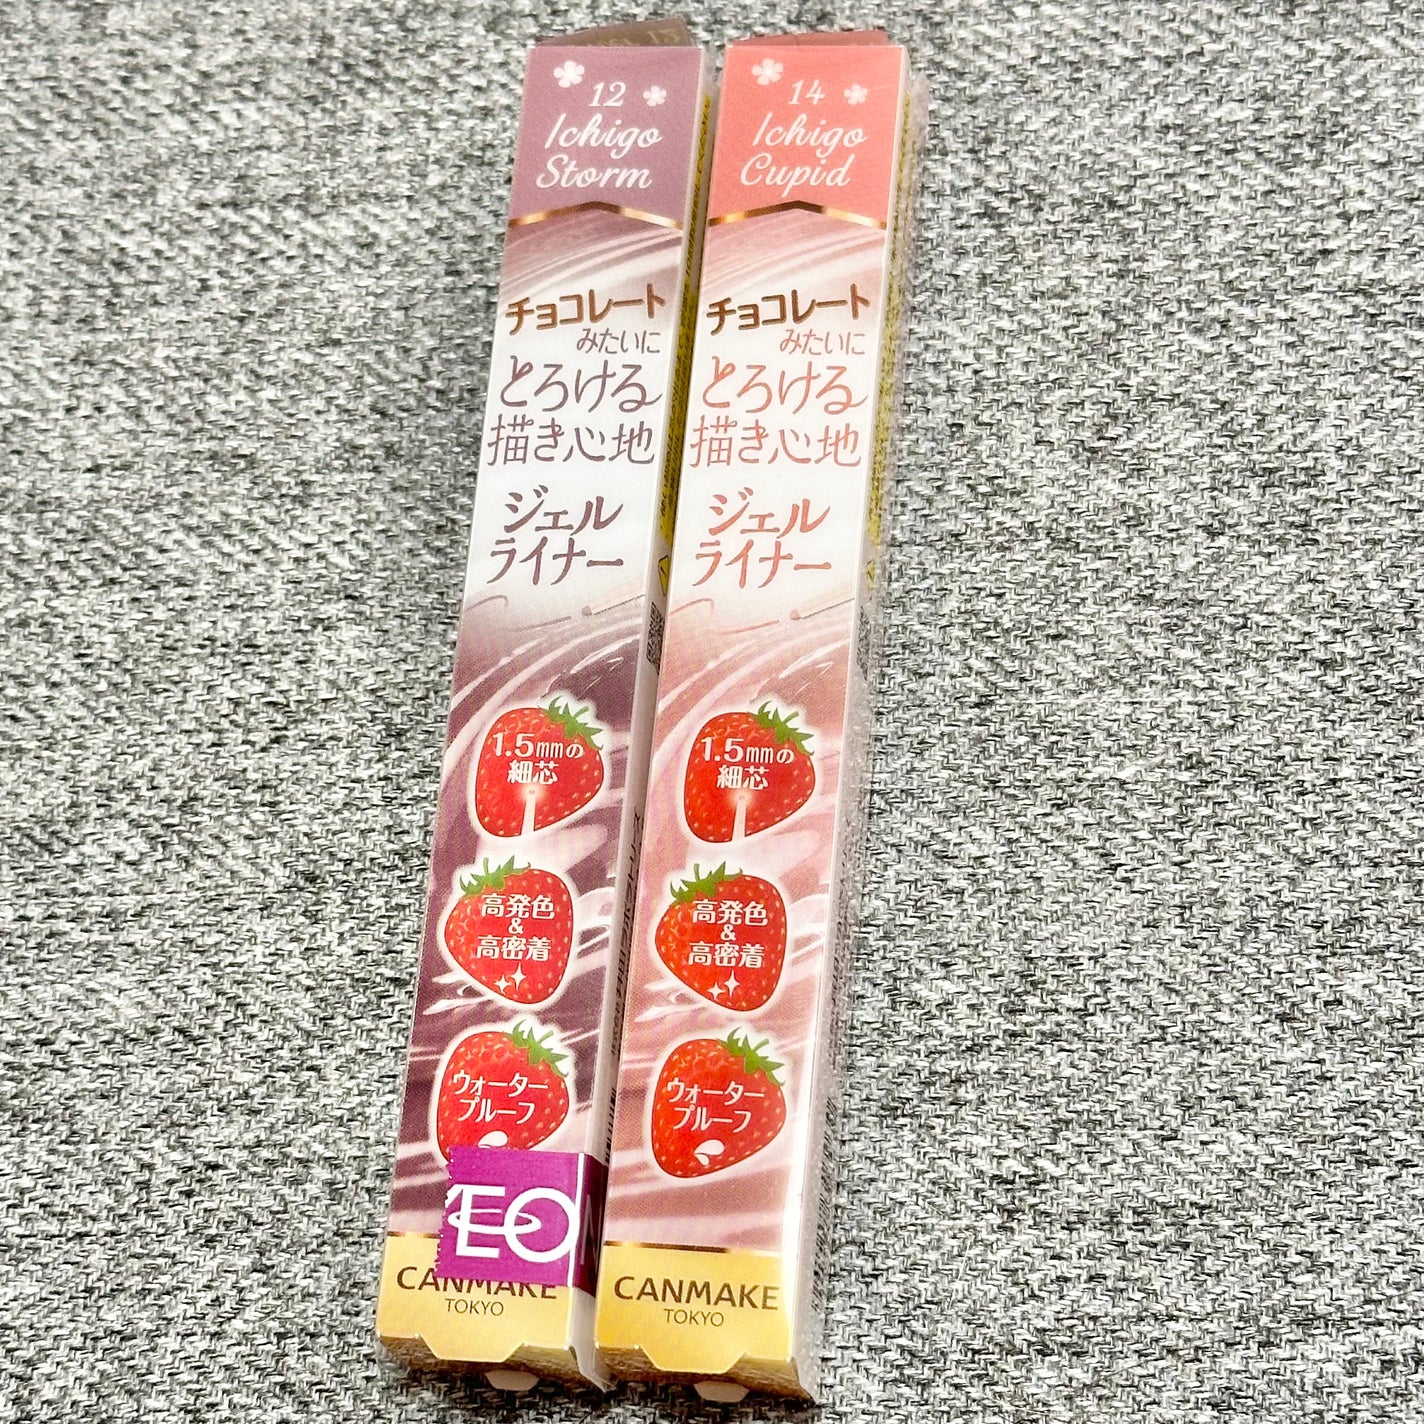 12
Ichigo
Storm
チョコレート
みたいに
とろける
描き心地
ジェル
ライナー
1.5mmの
細芯
高発色
&
高密着
ウォーター
プルーフ
ÆON
CANMAKE
TOKYO
14
Ichigo
Cupid
チョコレート
みたいに
とろける
描き心地
ジェル
ライナー
1.5mmの
細芯
高発色
&
高密着
ウォーター
プルーフ
CANMAKE
TOKYO